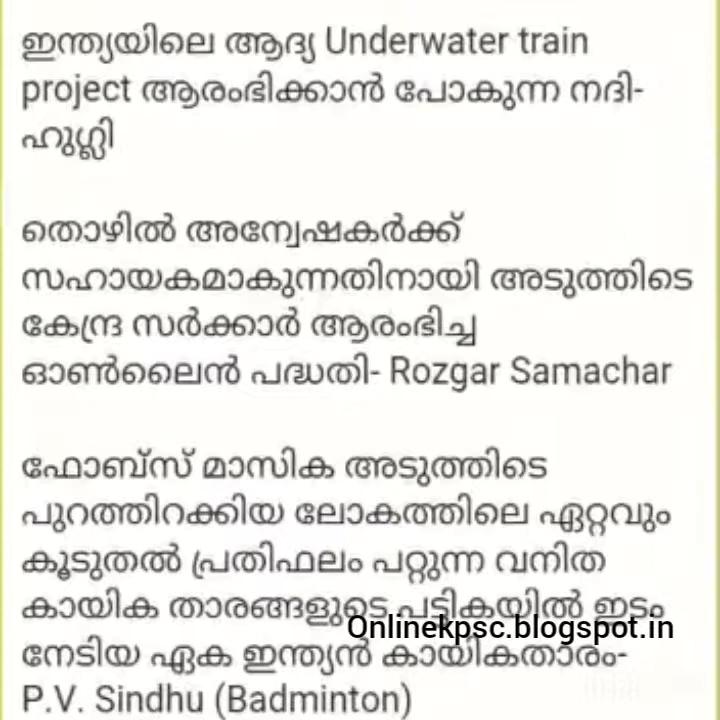 ഇന്ത്യയിലെ ആദ്യ Underwater train
project ആരംഭിക്കാൻ പോകുന്ന നദി-
ഹുഗ്ലി
തൊഴിൽ അന്വേഷകർക്ക്
സഹായകമാകുന്നതിനായി അടുത്തിടെ
കേന്ദ്ര സർക്കാർ ആരംഭിച്ച
ഓൺലൈൻ പദ്ധതി- Rozgar Samachar
ഫോബ്സ് മാസിക അടുത്തിടെ
പുറത്തിറക്കിയ ലോകത്തിലെ ഏറ്റവും
കൂടുതൽ പ്രതിഫലം പറ്റുന്ന വനിത
കായിക താരങ്ങളുടെ പട്ടികയിൽ ഇടം
Onlinekpsc.blogspot.in
നേടിയ ഏക ഇന്ത്യൻ കായികതാരം-
P.V. Sindhu (Badminton)